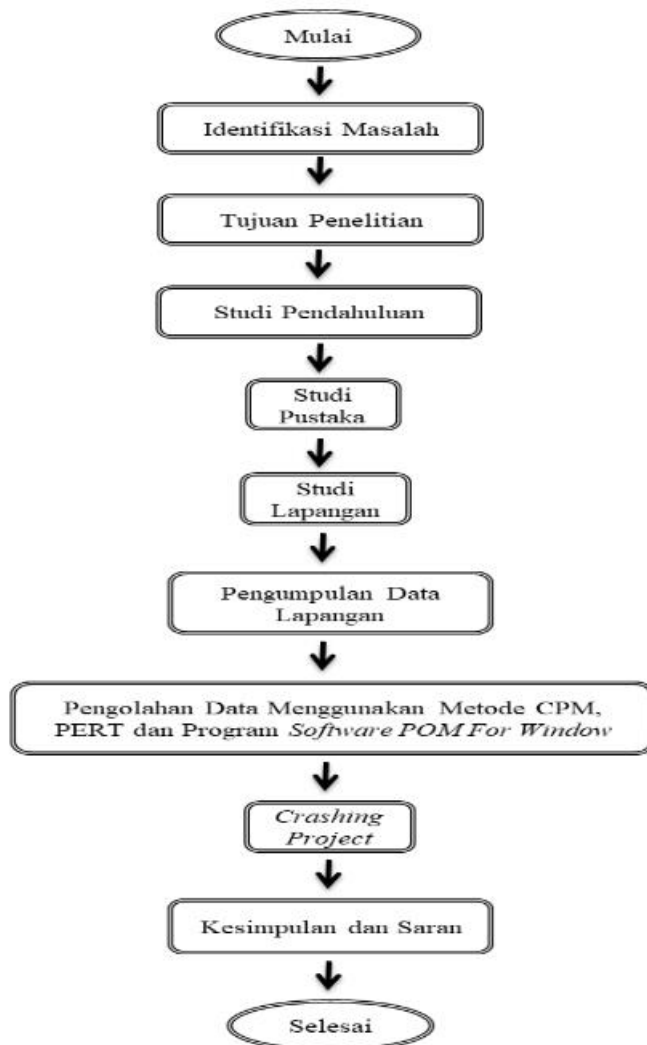 Mulai
Identifikasi Masalah
Tujuan Penelitian
Studi Pendahuluan
Studi
Pustaka
Studi
Lapangan
Pengumpulan Data
Lapangan
Pengolahan Data Menggunakan Metode CPM,
PERT dan Program Software POM For Window
Crashing
Project
Kesimpulan dan Saran
Selesai